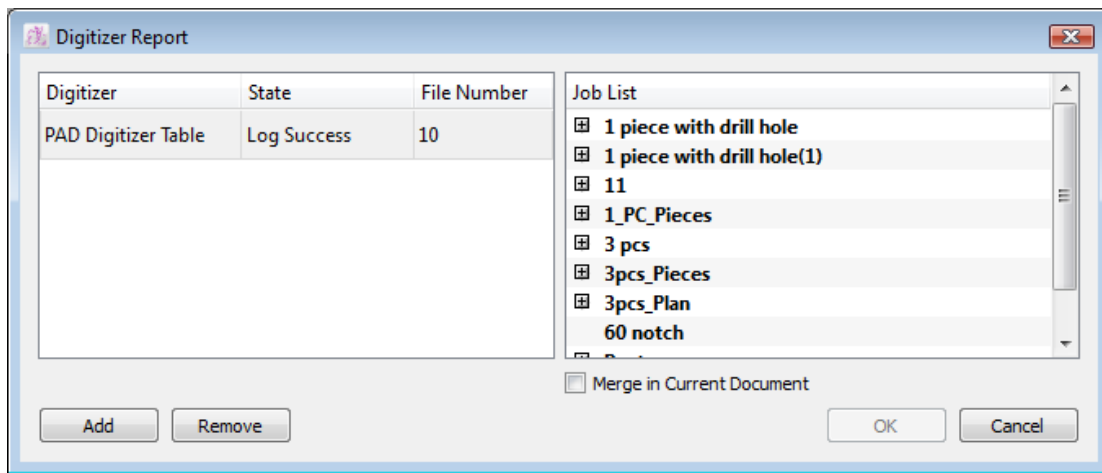 Digitizer Report
Digitizer State File Number
PAD Digitizer Table Log Success 10
Job List
1 piece with drill hole
1 piece with drill hole(1)
11
1_PC_Pieces
3 pcs
3pcs_Pieces
3pcs_Plan
60 notch
Merge in Current Document
Add Remove OK Cancel